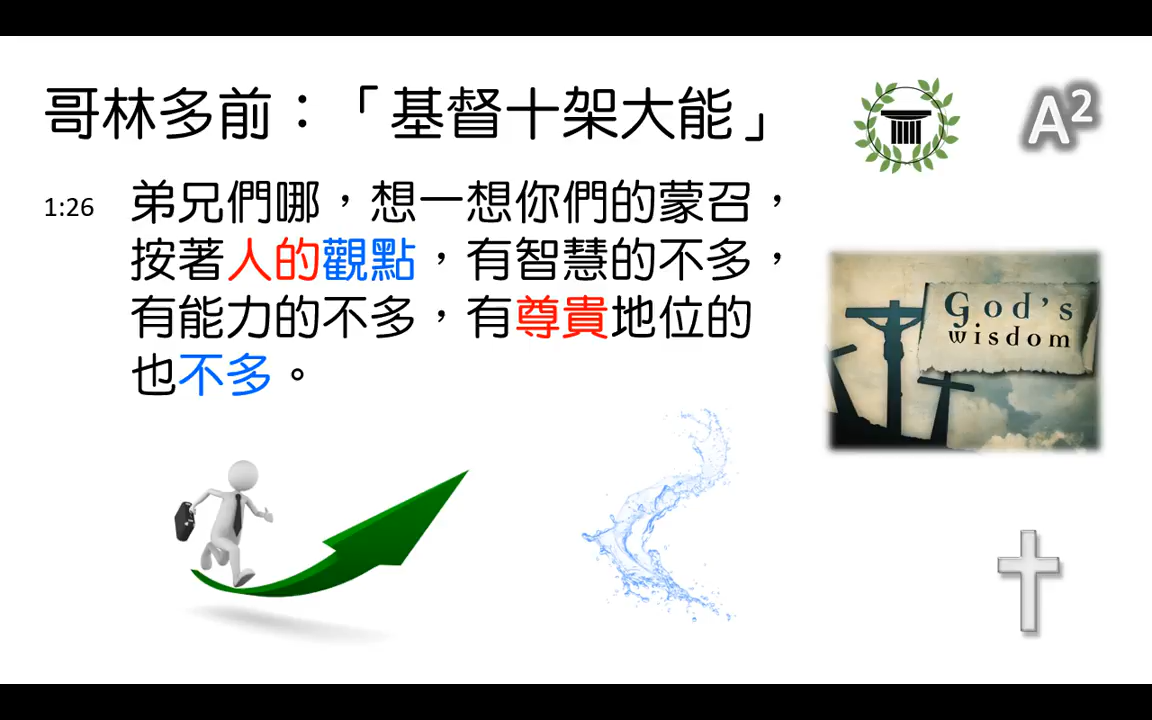 哥林多前：「基督十架大能」
A²
1:26 弟兄們哪，想一想你們的蒙召，
按著人的觀點，有智慧的不多，
有能力的不多，有尊貴地位的
也不多。
God's
wisdom